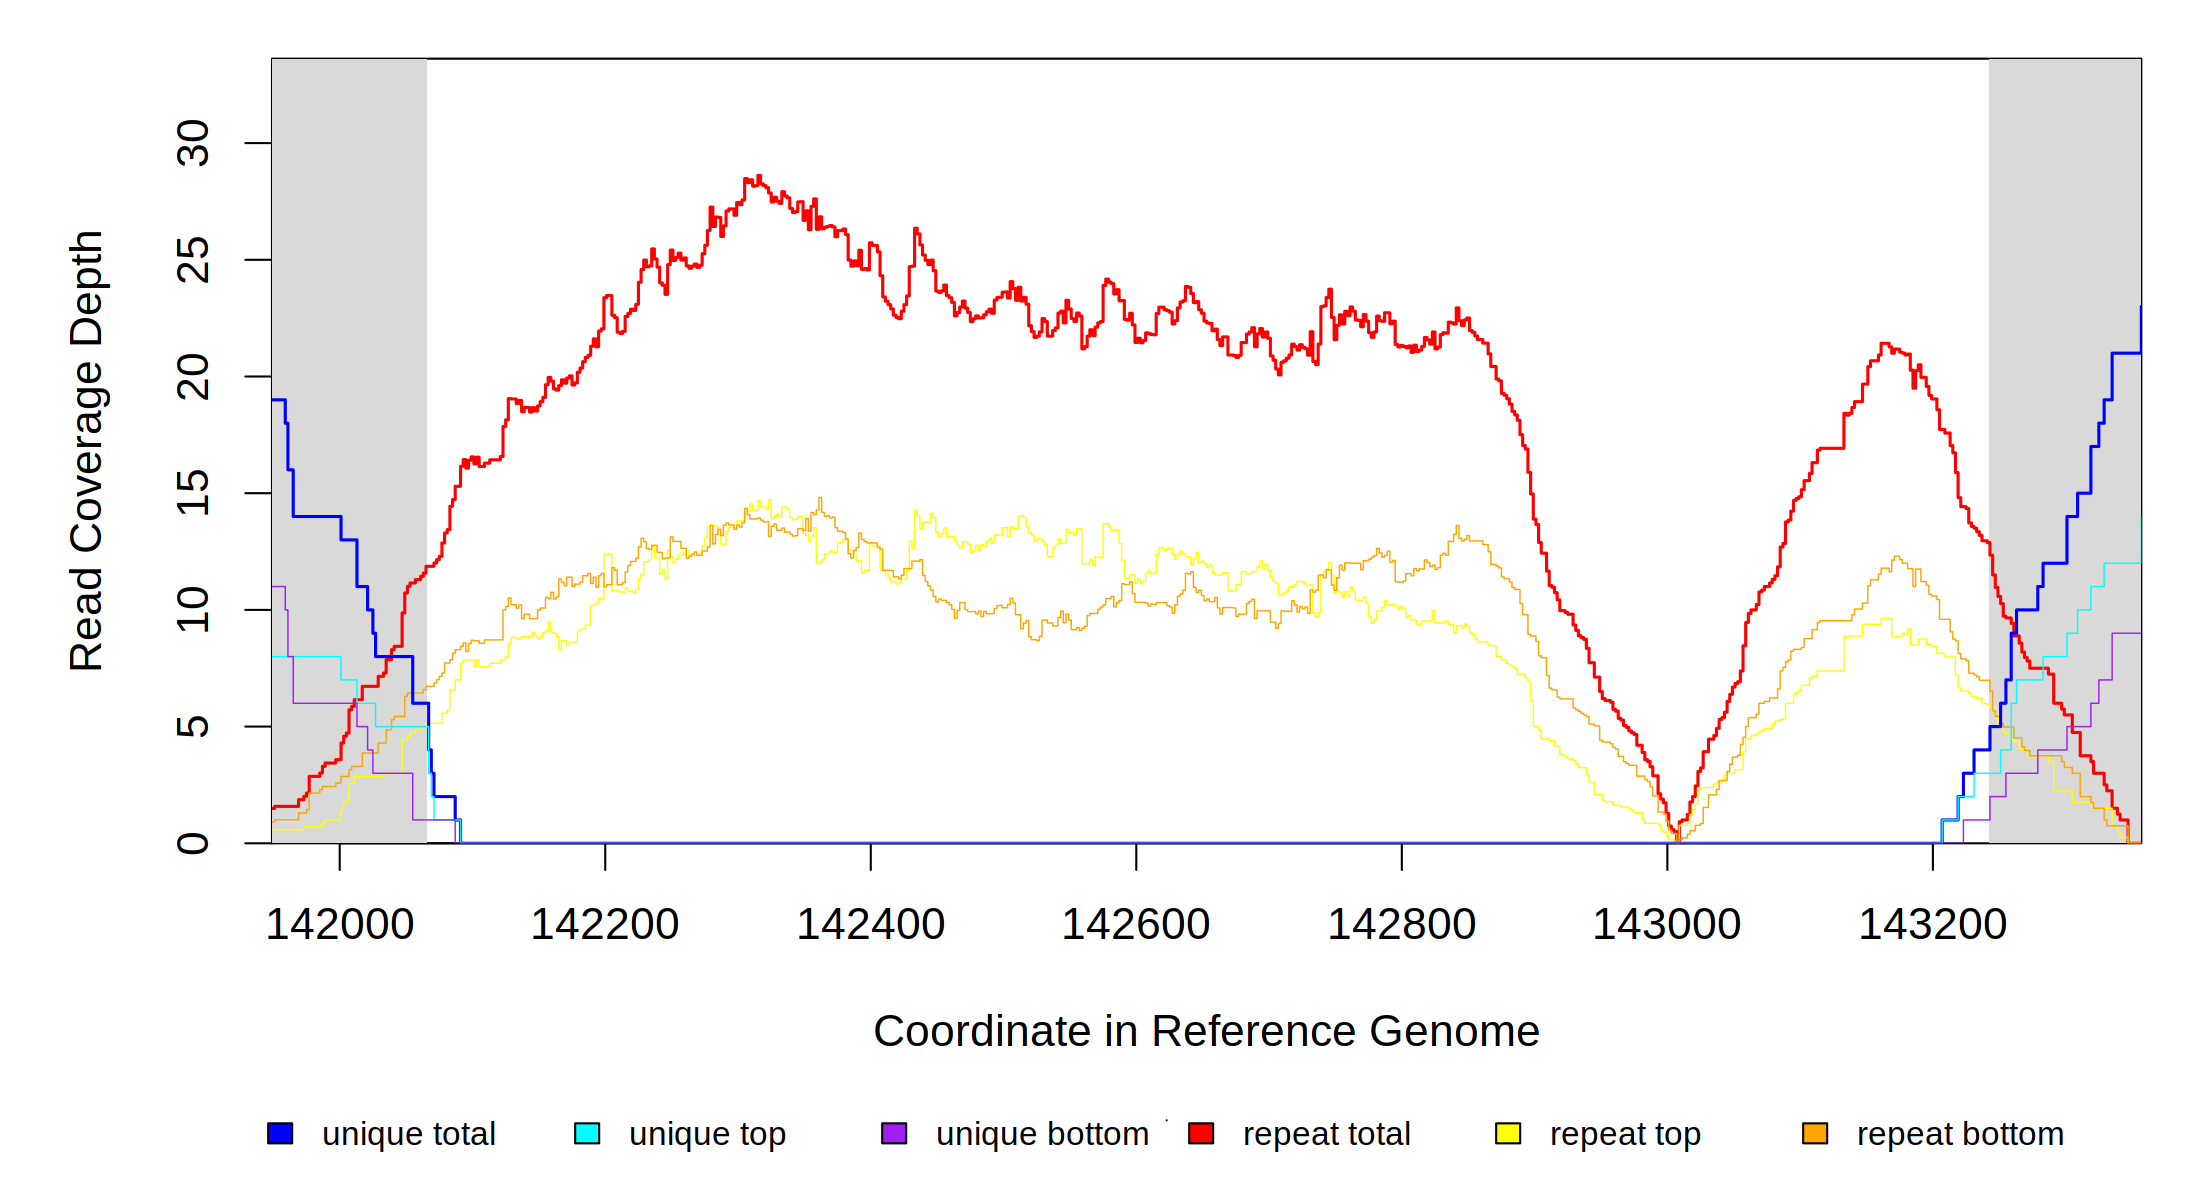 30
25
20
15
10
5
0
Read Coverage Depth
142000 142200 142400 142600 142800 143000 143200
Coordinate in Reference Genome
unique total unique top unique bottom repeat total repeat top repeat bottom